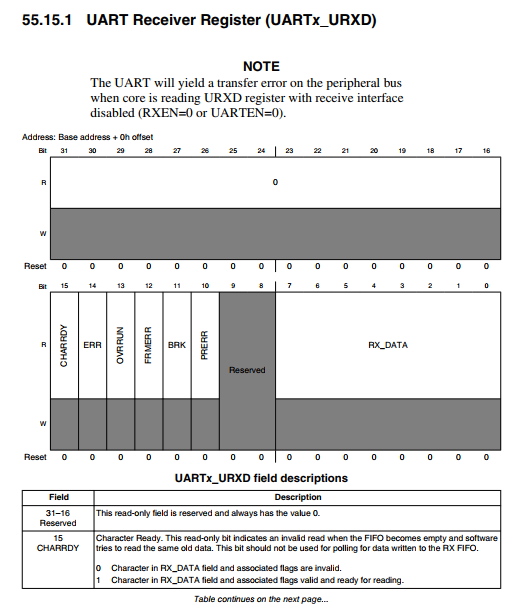 55.15.1 UART Receiver Register (UARTx_URXD)
NOTE
The UART will yield a transfer error on the peripheral bus
when core is reading URXD register with receive interface
disabled (RXEN=0 or UARTEN=0).
Address: Base address + 0h offset
Bit 31 30 29 28 27 26 25 24 23 22 21 20 19 18 17 16
R 0
W
Reset 0 0 0 0 0 0 0 0 0 0 0 0 0 0 0 0
Bit 15 14 13 12 11 10 9 8 7 6 5 4 3 2 1 0
R CHARRDY ERR OVRRUN FRMERR BRK PRERR Reserved RX_DATA
W
Reset 0 0 0 0 0 0 0 0 0 0 0 0 0 0 0 0
UARTx_URXD field descriptions
Field Description
31–16 This read-only field is reserved and always has the value 0.
Reserved
15 Character Ready. This read-only bit indicates an invalid read when the FIFO becomes empty and software
CHARRDY tries to read the same old data. This bit should not be used for polling for data written to the RX FIFO.
0 Character in RX_DATA field and associated flags are invalid.
1 Character in RX_DATA field and associated flags valid and ready for reading.
Table continues on the next page...